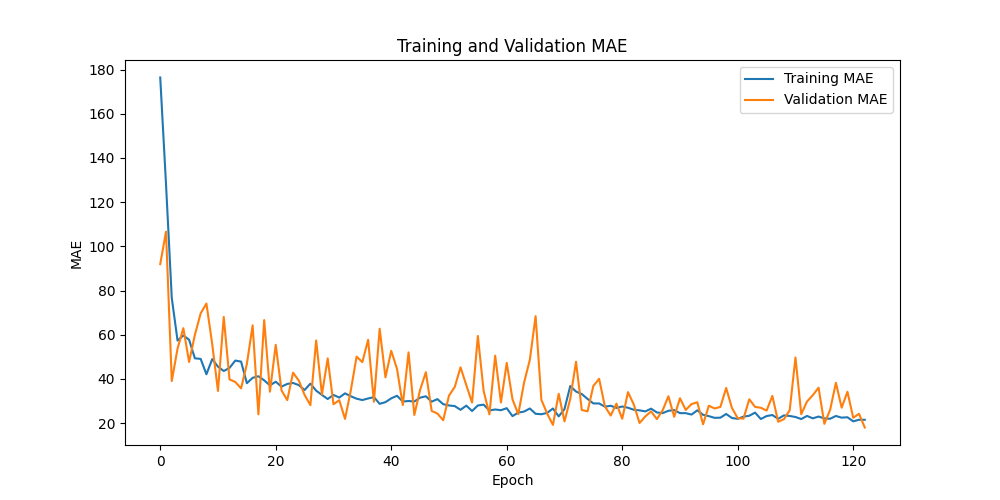 Training and Validation MAE
180
160
140
120
100
80
60
40
20
MAE
Training MAE
Validation MAE
0 20 40 60 80 100 120
Epoch